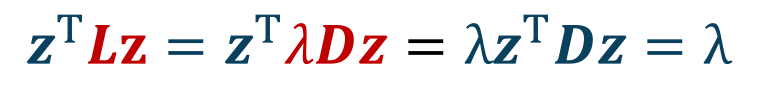 zᵀLz = zᵀλDz = λzᵀDz = λ